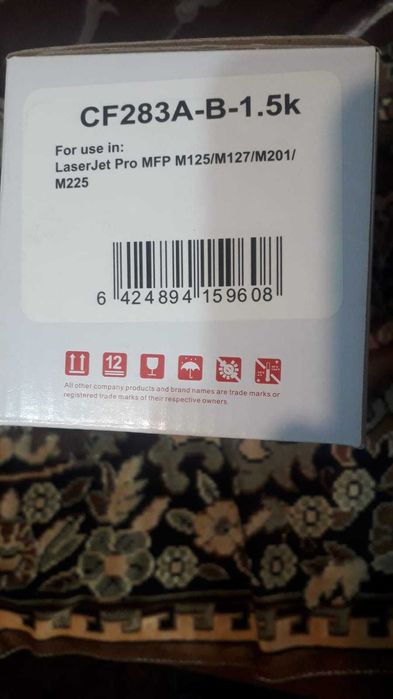 CF283A-B-1.5k
For use in:
LaserJet Pro MFP M125/M127/M201/
M225
6 424894 159608
12
All other company products and brand names are trade marks or
registered trade marks of their respective owners.